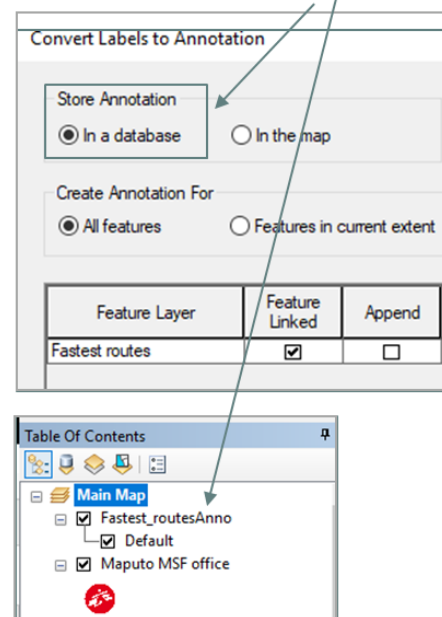 Convert Labels to Annotation
Store Annotation
In a database In the map
Create Annotation For
All features Features in current extent
Feature Layer Feature Linked Append
Fastest routes
Table Of Contents
Main Map
Fastest_routesAnno
Default
Maputo MSF office